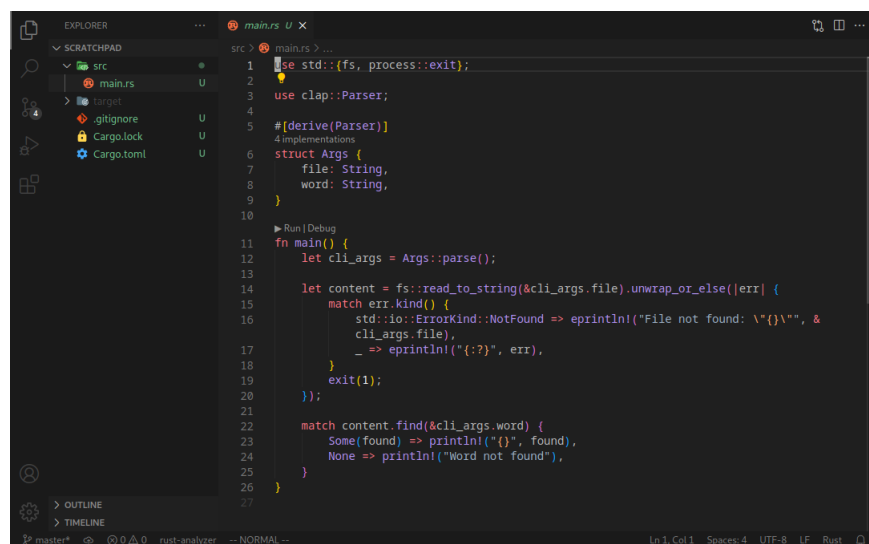 EXPLORER
SCRATCHPAD
src
main.rs U
target
.gitignore U
Cargo.lock U
Cargo.toml U
OUTLINE
TIMELINE
4
main.rs U
src > main.rs > ...
1 use std::{fs, process::exit};
2
3 use clap::Parser;
4
5 #[derive(Parser)]
4 implementations
6 struct Args {
7 file: String,
8 word: String,
9 }
10
Run | Debug
11 fn main() {
12 let cli_args = Args::parse();
13
14 let content = fs::read_to_string(&cli_args.file).unwrap_or_else(|err| {
15 match err.kind() {
16 std::io::ErrorKind::NotFound => eprintln!("File not found: \"{}\"", &
cli_args.file),
17 _ => eprintln!("{:?}", err),
18 }
19 exit(1);
20 });
21
22 match content.find(&cli_args.word) {
23 Some(found) => println!("{}", found),
24 None => println!("Word not found"),
25 }
26 }
27
master* 0 0 rust-analyzer -- NORMAL -- Ln 1, Col 1 Spaces: 4 UTF-8 LF Rust